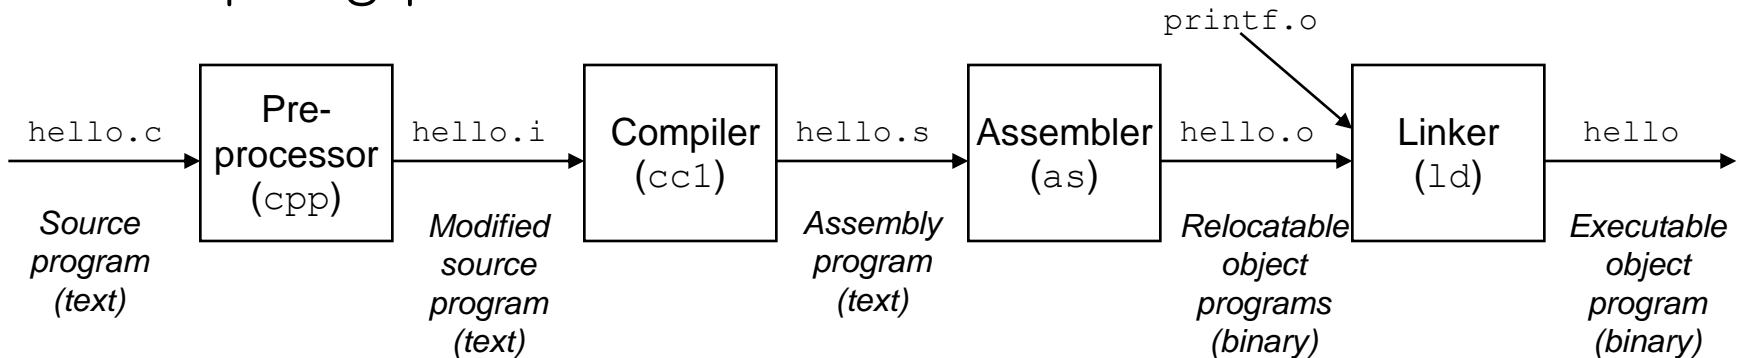 printf.o
hello.c
Pre-
processor
(cpp)
hello.i
Compiler
(cc1)
hello.s
Assembler
(as)
hello.o
Linker
(ld)
hello
Source
program
(text)
Modified
source
program
(text)
Assembly
program
(text)
Relocatable
object
programs
(binary)
Executable
object
program
(binary)